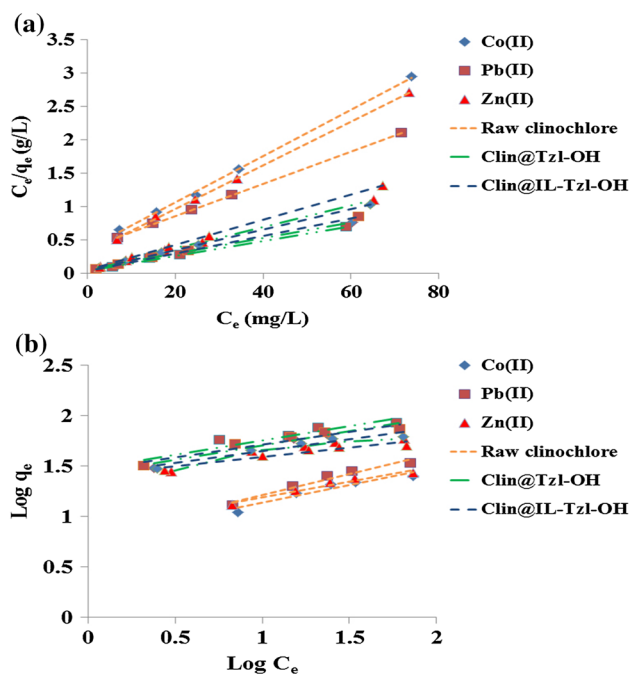 (a)
3.5
3
2.5
2
1.5
1
0.5
0
0 20 40 60 80
Cₑ/qₑ (g/L)
Cₑ (mg/L)
Co(II)
Pb(II)
Zn(II)
Raw clinochlore
Clin@Tzl-OH
Clin@IL-Tzl-OH
(b)
2.5
2
1.5
1
0.5
0
0 0.5 1 1.5 2
Log qₑ
Log Cₑ
Co(II)
Pb(II)
Zn(II)
Raw clinochlore
Clin@Tzl-OH
Clin@IL-Tzl-OH